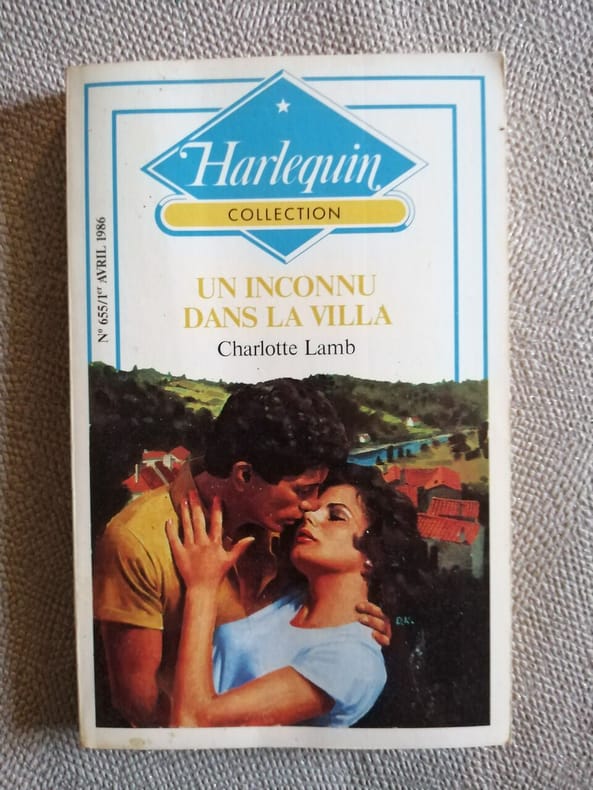 Harlequin
COLLECTION
N° 655/1er AVRIL 1986
UN INCONNU
DANS LA VILLA
Charlotte Lamb
D.K.